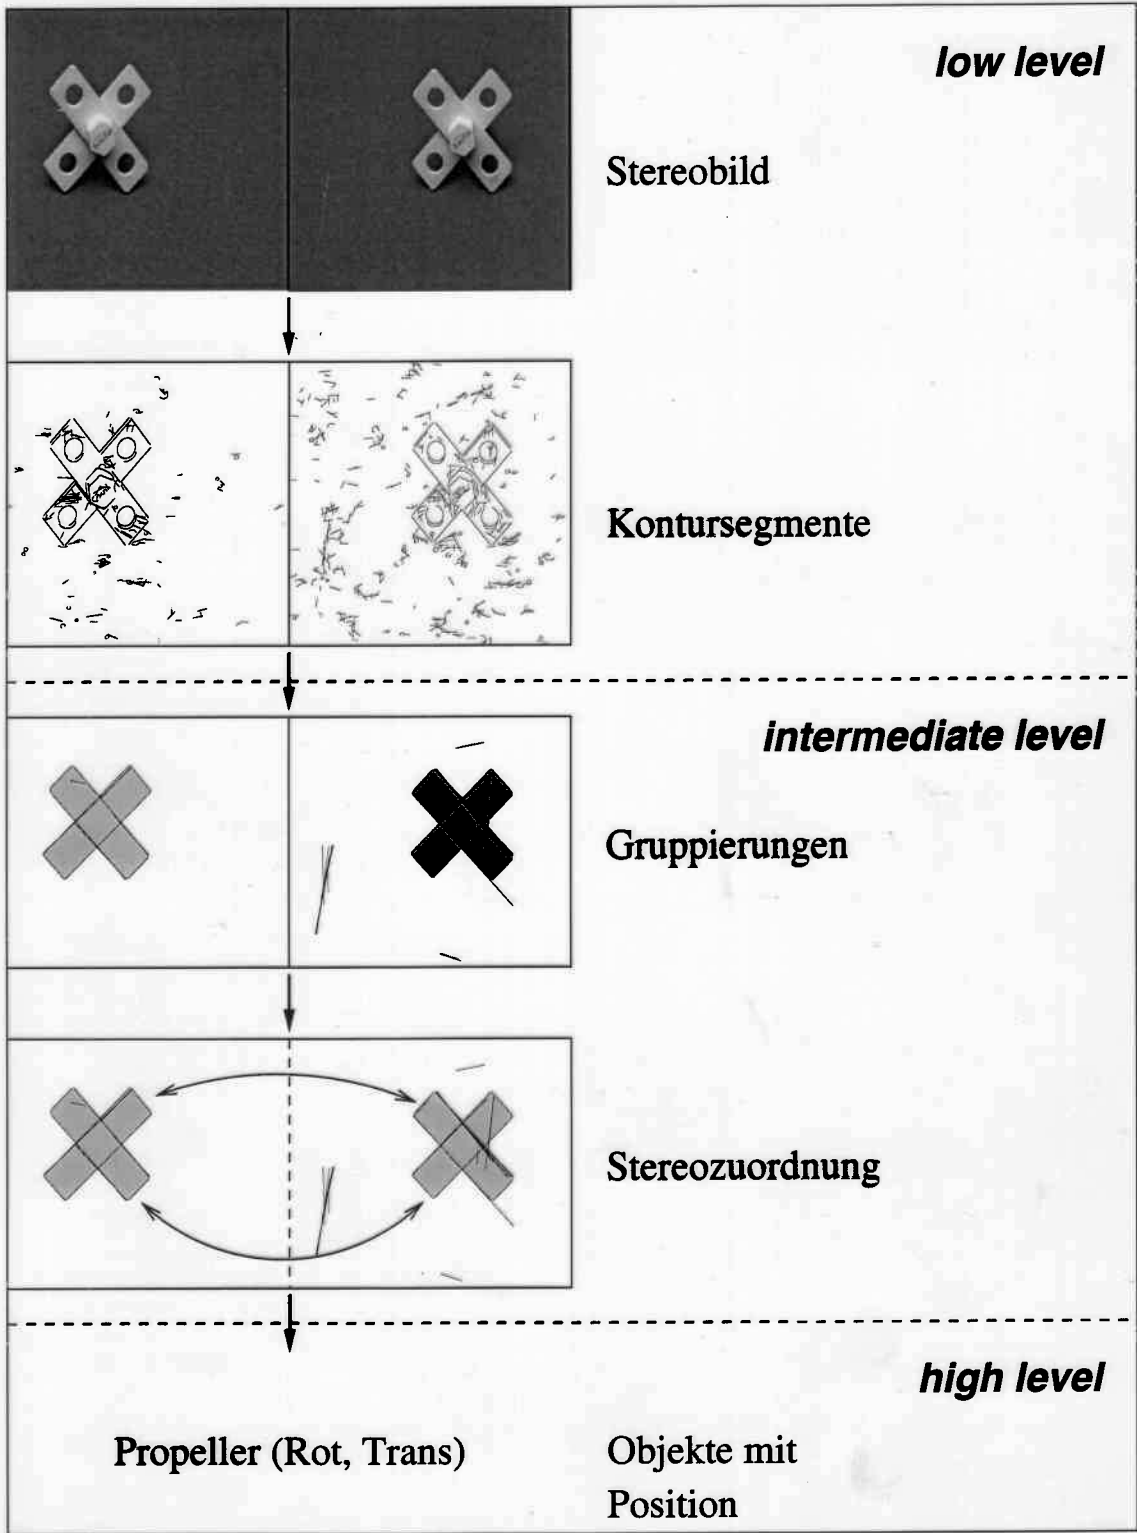 low level
Stereobild
Kontursegmente
intermediate level
Gruppierungen
Stereozuordnung
high level
Propeller (Rot, Trans)
Objekte mit
Position